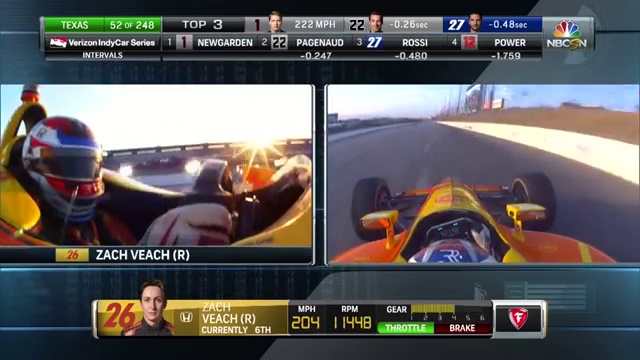 TEXAS 52 OF 248 TOP 3 1 222 MPH 22 -0.26sec 27 -0.48sec
Verizon IndyCar Series 1 1 NEWGARDEN 2 22 PAGENAUD 3 27 ROSSI 4 12 POWER NBCSN
INTERVALS -0.247 -0.480 -1.759
26 ZACH VEACH (R)
26 ZACH VEACH (R) CURRENTLY 6TH
MPH 204 RPM 11448 GEAR 1 2 3 4 5 6
THROTTLE BRAKE